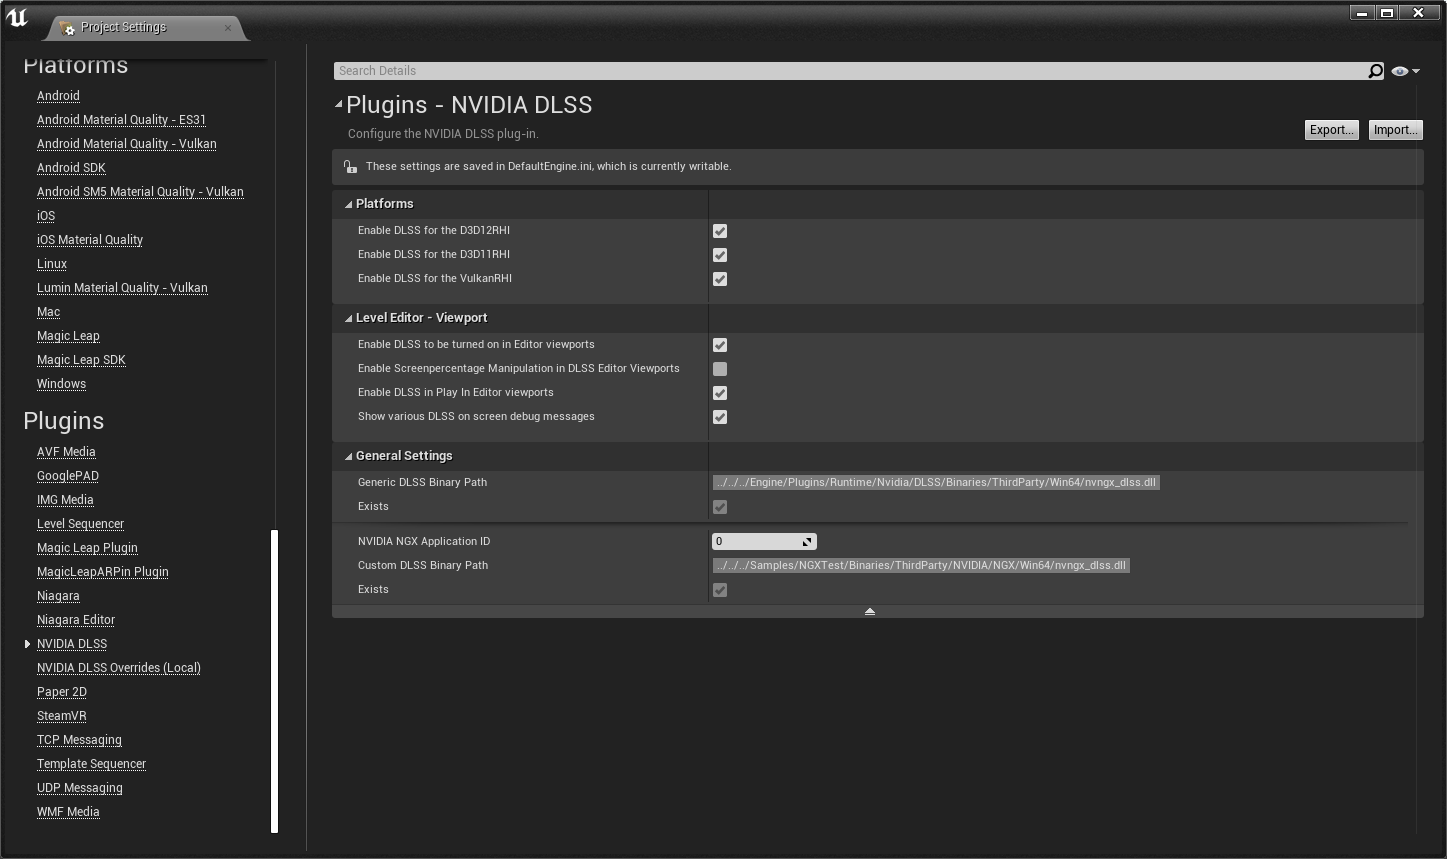 Project Settings
Platforms
Android
Android Material Quality - ES31
Android Material Quality - Vulkan
Android SDK
Android SM5 Material Quality - Vulkan
iOS
iOS Material Quality
Linux
Lumin Material Quality - Vulkan
Mac
Magic Leap
Magic Leap SDK
Windows
Plugins
AVF Media
GooglePAD
IMG Media
Level Sequencer
Magic Leap Plugin
MagicLeapARPin Plugin
Niagara
Niagara Editor
NVIDIA DLSS
NVIDIA DLSS Overrides (Local)
Paper 2D
SteamVR
TCP Messaging
Template Sequencer
UDP Messaging
WMF Media
Search Details
Plugins - NVIDIA DLSS
Configure the NVIDIA DLSS plug-in.
Export... Import...
These settings are saved in DefaultEngine.ini, which is currently writable.
Platforms
Enable DLSS for the D3D12RHI
Enable DLSS for the D3D11RHI
Enable DLSS for the VulkanRHI
Level Editor - Viewport
Enable DLSS to be turned on in Editor viewports
Enable Screenpercentage Manipulation in DLSS Editor Viewports
Enable DLSS in Play In Editor viewports
Show various DLSS on screen debug messages
General Settings
Generic DLSS Binary Path ../../../Engine/Plugins/Runtime/Nvidia/DLSS/Binaries/ThirdParty/Win64/nvngx_dlss.dll
Exists
NVIDIA NGX Application ID 0
Custom DLSS Binary Path ../../../Samples/NGXTest/Binaries/ThirdParty/NVIDIA/NGX/Win64/nvngx_dlss.dll
Exists